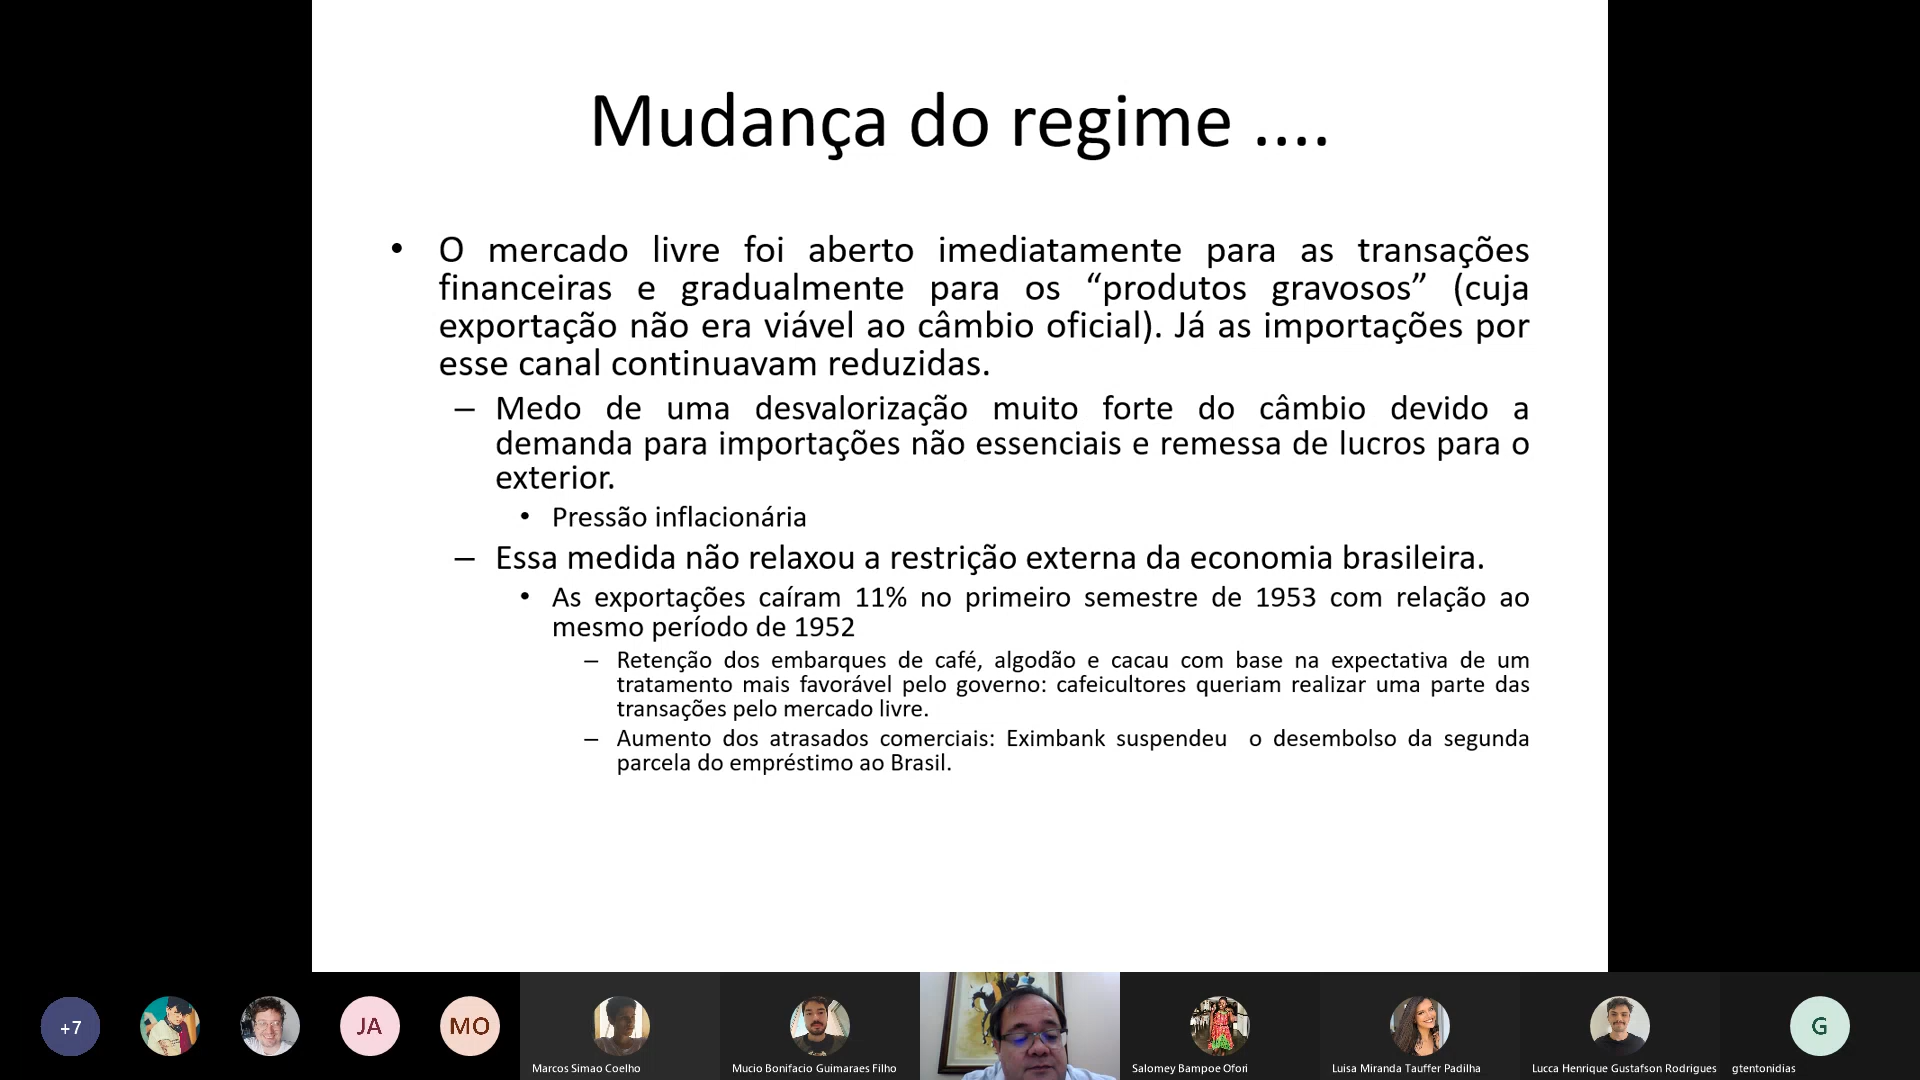 Mudança do regime ....
• O mercado livre foi aberto imediatamente para as transações
financeiras e gradualmente para os “produtos gravosos” (cuja
exportação não era viável ao câmbio oficial). Já as importações por
esse canal continuavam reduzidas.
– Medo de uma desvalorização muito forte do câmbio devido a
demanda para importações não essenciais e remessa de lucros para o
exterior.
• Pressão inflacionária
– Essa medida não relaxou a restrição externa da economia brasileira.
• As exportações caíram 11% no primeiro semestre de 1953 com relação ao
mesmo período de 1952
– Retenção dos embarques de café, algodão e cacau com base na expectativa de um
tratamento mais favorável pelo governo: cafeicultores queriam realizar uma parte das
transações pelo mercado livre.
– Aumento dos atrasados comerciais: Eximbank suspendeu o desembolso da segunda
parcela do empréstimo ao Brasil.
+7
JA
MO
G
Marcos Simao Coelho
Mucio Bonifacio Guimaraes Filho
Salomey Bampoe Ofori
Luisa Miranda Tauffer Padilha
Lucca Henrique Gustafson Rodrigues
gtentonidias